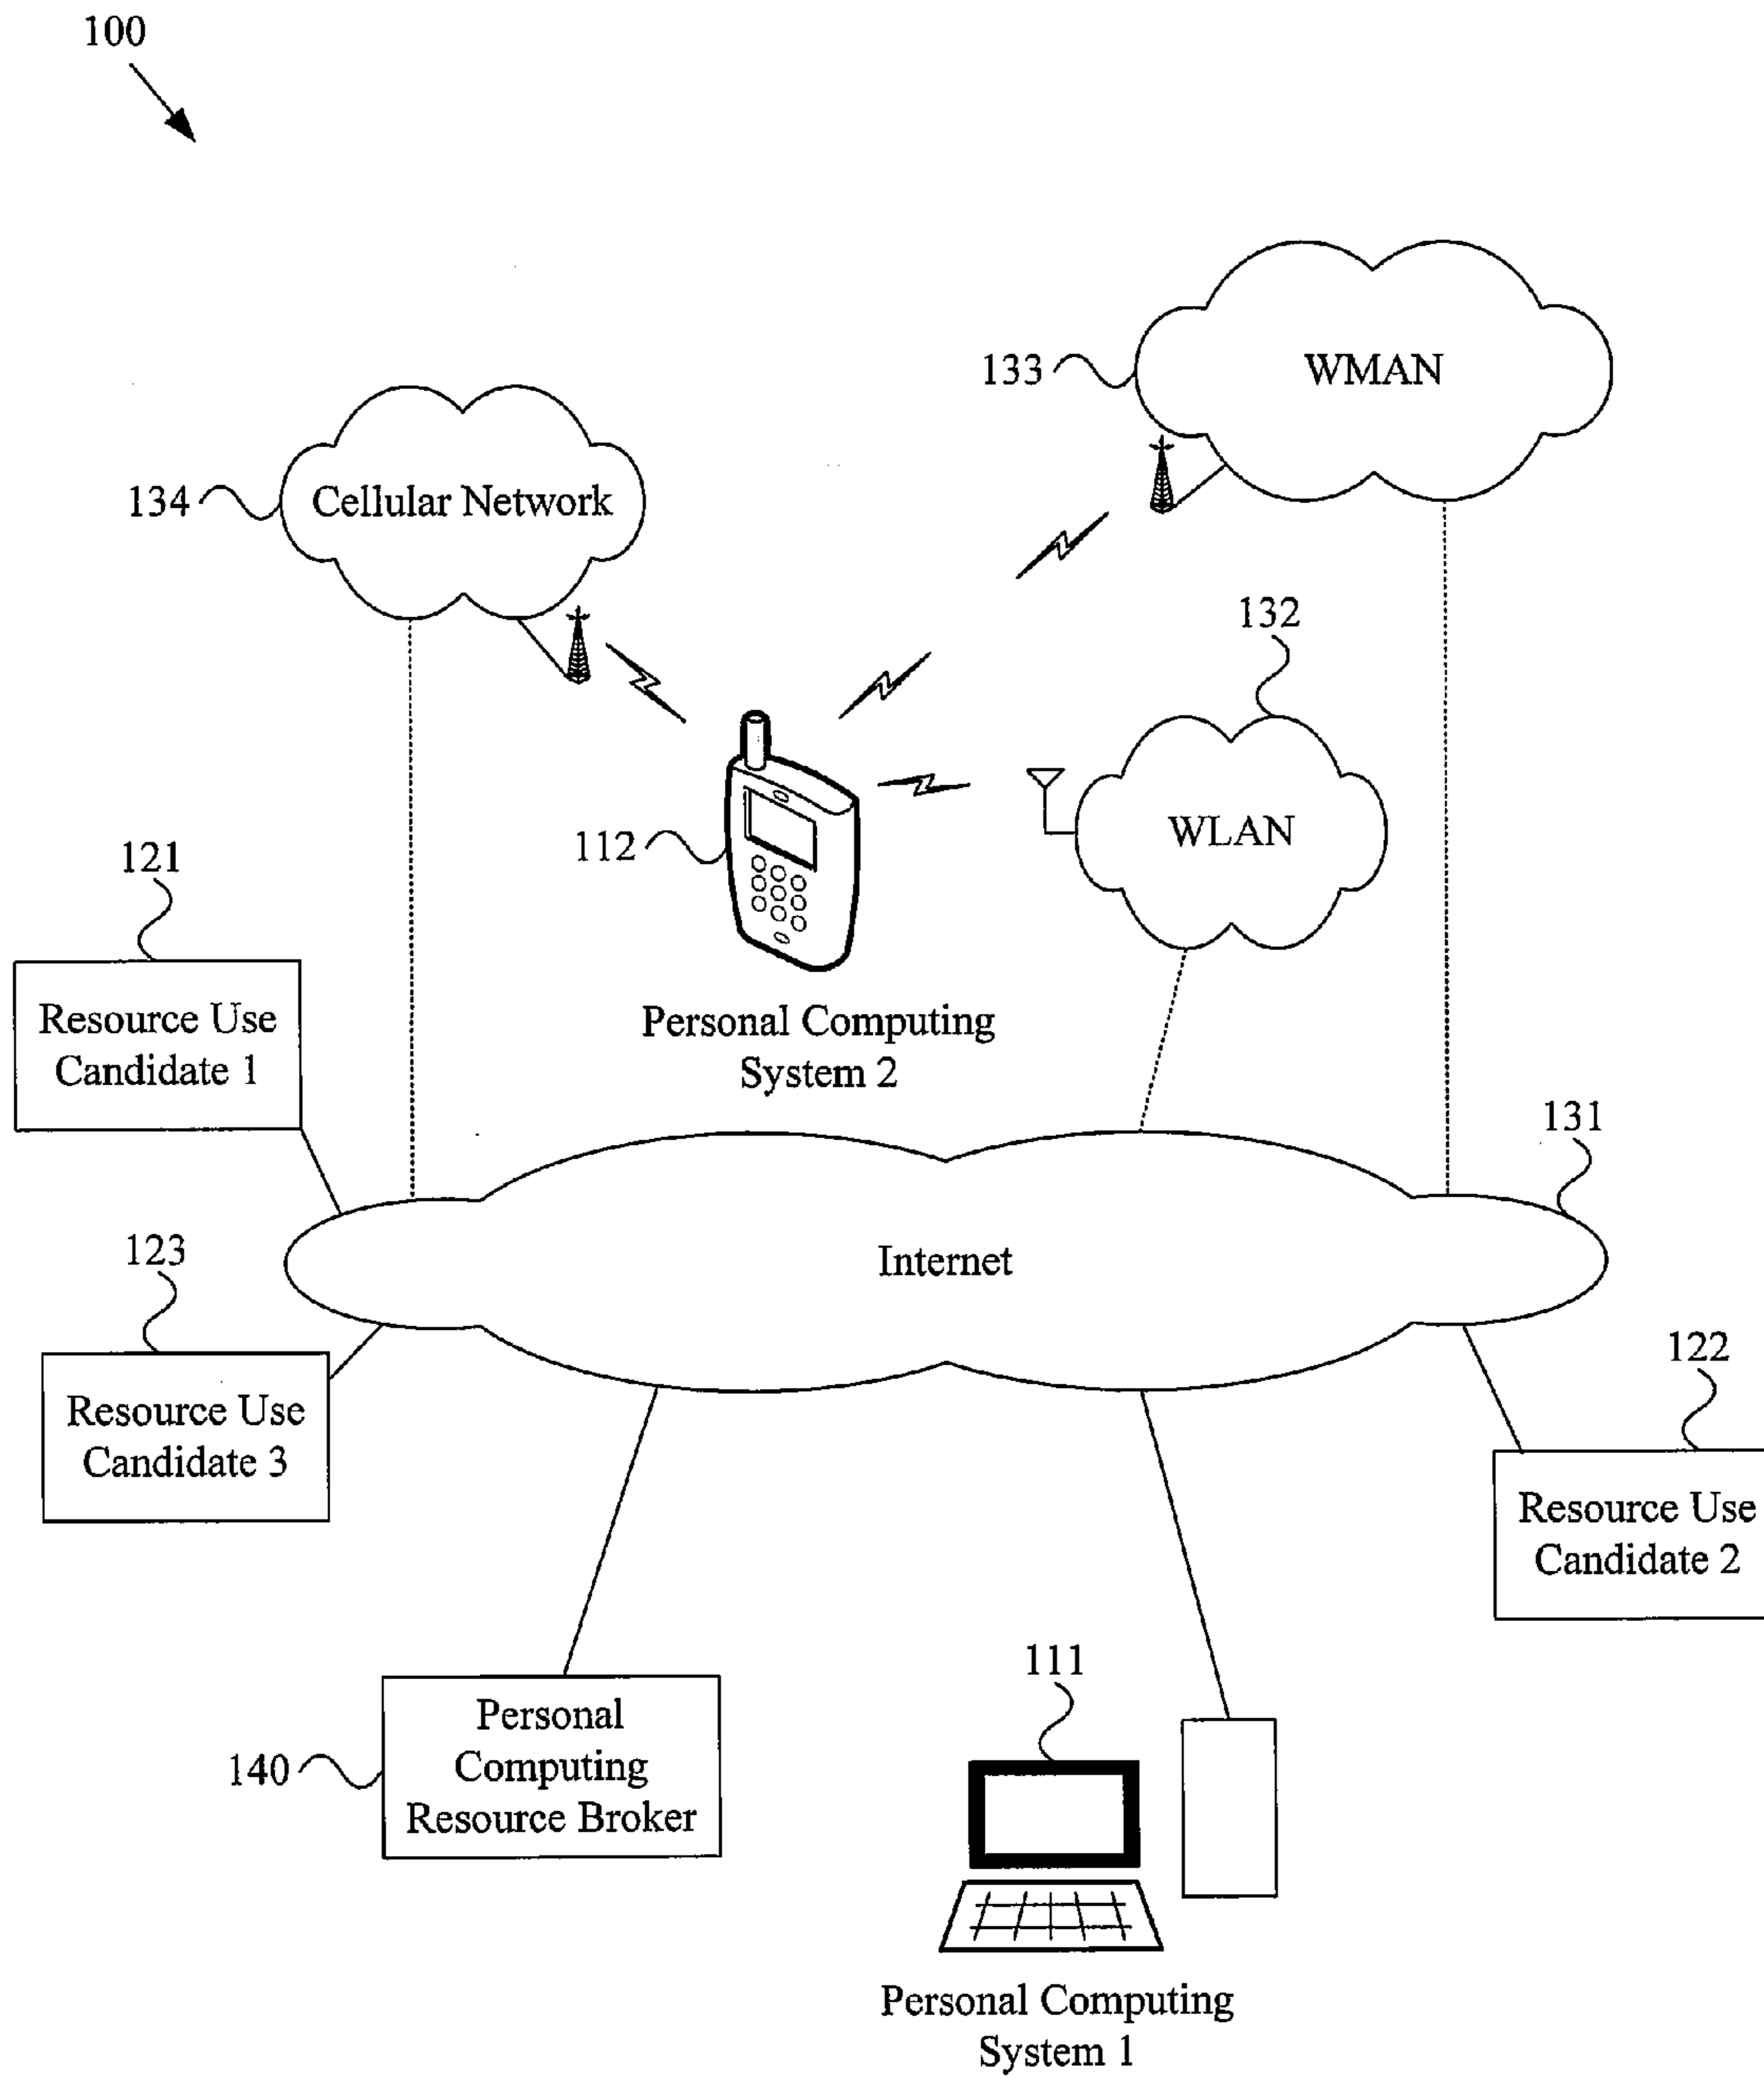 100
WMAN
133
Cellular Network
134
132
WLAN
112
121
Resource Use
Candidate 1
Personal Computing
System 2
131
Internet
123
Resource Use
Candidate 3
122
Resource Use
Candidate 2
111
Personal
Computing
Resource Broker
140
Personal Computing
System 1